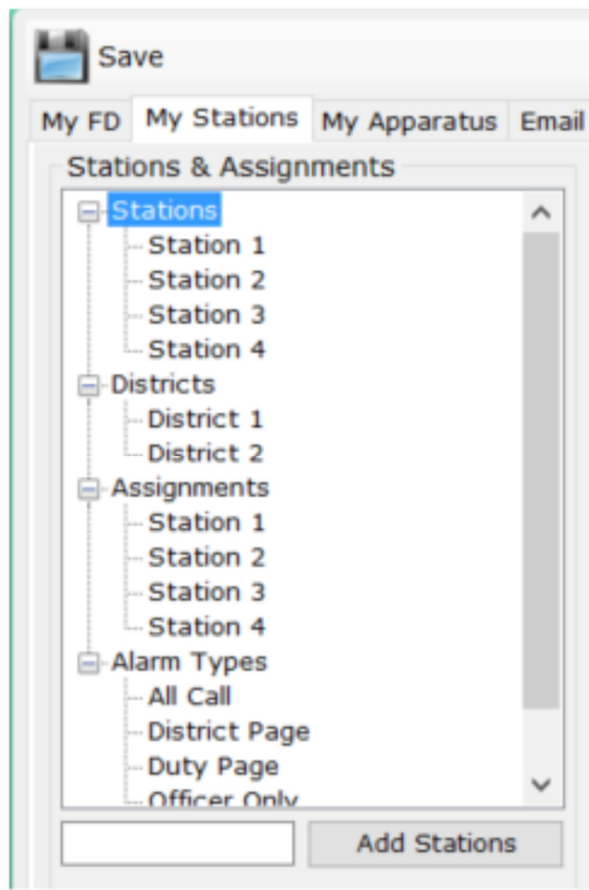 Save
My FD My Stations My Apparatus Email
Stations & Assignments
Stations
Station 1
Station 2
Station 3
Station 4
Districts
District 1
District 2
Assignments
Station 1
Station 2
Station 3
Station 4
Alarm Types
All Call
District Page
Duty Page
Officer Only
Add Stations